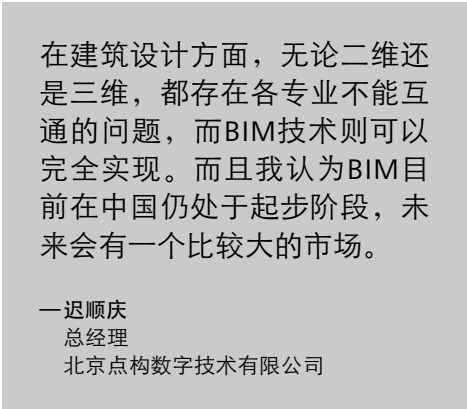 在建筑设计方面，无论二维还
是三维，都存在各专业不能互
通的问题，而BIM技术则可以
完全实现。而且我认为BIM目
前在中国仍处于起步阶段，未
来会有一个比较大的市场。
—迟顺庆
总经理
北京点构数字技术有限公司